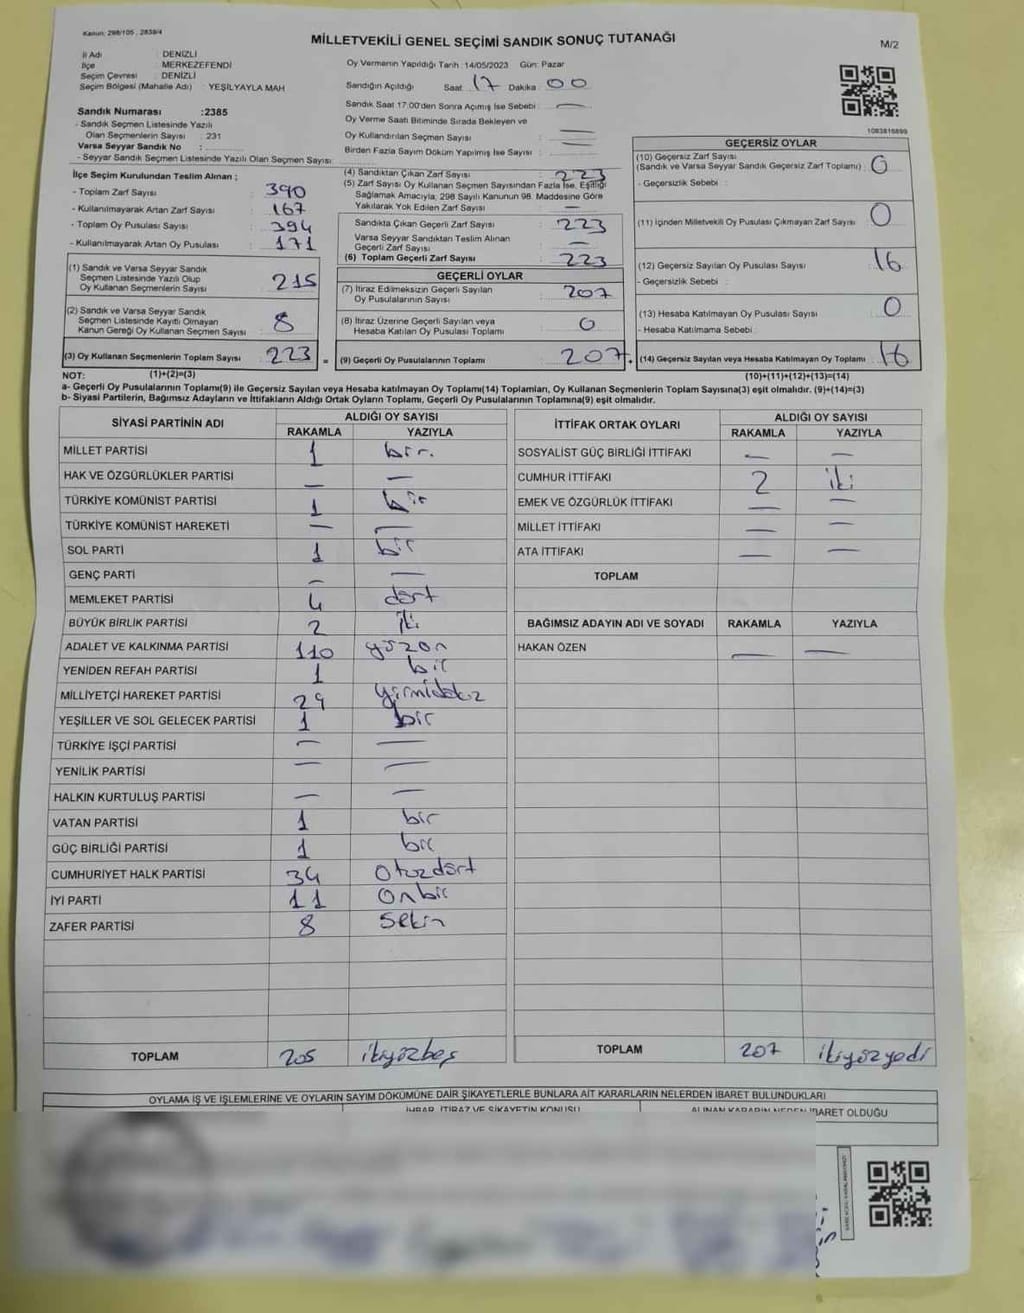 Kanun: 298/105 , 2839/4
MİLLETVEKİLİ GENEL SEÇİMİ SANDIK SONUÇ TUTANAĞI
M/2
İl Adı : DENİZLİ
İlçe : MERKEZEFENDİ
Seçim Çevresi : DENİZLİ
Seçim Bölgesi (Mahalle Adı) : YEŞİLYAYLA MAH
Sandık Numarası :2385
- Sandık Seçmen Listesinde Yazılı
Olan Seçmenlerin Sayısı : 231
Varsa Seyyar Sandık No :
- Seyyar Sandık Seçmen Listesinde Yazılı Olan Seçmen Sayısı:
Oy Vermenin Yapıldığı Tarih :14/05/2023 Gün: Pazar
Sandığın Açıldığı Saat 17 Dakika 00
Sandık Saat 17:00'den Sonra Açılmış İse Sebebi : —
Oy Verme Saati Bitiminde Sırada Bekleyen ve
Oy Kullandırılan Seçmen Sayısı : —
Birden Fazla Sayım Döküm Yapılmış İse Sayısı : —
1083816899
İlçe Seçim Kurulundan Teslim Alınan ;
- Toplam Zarf Sayısı : 390
- Kullanılmayarak Artan Zarf Sayısı : 167
- Toplam Oy Pusulası Sayısı : 394
- Kullanılmayarak Artan Oy Pusulası : 171
(1) Sandık ve Varsa Seyyar Sandık
Seçmen Listesinde Yazılı Olup
Oy Kullanan Seçmenlerin Sayısı : 215
(2) Sandık ve Varsa Seyyar Sandık
Seçmen Listesinde Kayıtlı Olmayan
Kanun Gereği Oy Kullanan Seçmen Sayısı : 8
(3) Oy Kullanan Seçmenlerin Toplam Sayısı : 223 =
(4) Sandıktan Çıkan Zarf Sayısı : 223
(5) Zarf Sayısı Oy Kullanan Seçmen Sayısından Fazla İse, Eşitliği
Sağlamak Amacıyla, 298 Sayılı Kanunun 98. Maddesine Göre
Yakılarak Yok Edilen Zarf Sayısı : —
Sandıkta Çıkan Geçerli Zarf Sayısı : 223
Varsa Seyyar Sandıktan Teslim Alınan
Geçerli Zarf Sayısı : —
(6) Toplam Geçerli Zarf Sayısı : 223
GEÇERLİ OYLAR
(7) İtiraz Edilmeksizin Geçerli Sayılan
Oy Pusulalarının Sayısı : 207
(8) İtiraz Üzerine Geçerli Sayılan veya
Hesaba Katılan Oy Pusulası Toplamı : 0
(9) Geçerli Oy Pusulalarının Toplamı : 207 +
GEÇERSİZ OYLAR
(10) Geçersiz Zarf Sayısı
(Sandık ve Varsa Seyyar Sandık Geçersiz Zarf Toplamı) : 0
- Geçersizlik Sebebi :
(11) İçinden Milletvekili Oy Pusulası Çıkmayan Zarf Sayısı : 0
(12) Geçersiz Sayılan Oy Pusulası Sayısı : 16
- Geçersizlik Sebebi :
(13) Hesaba Katılmayan Oy Pusulası Sayısı : 0
- Hesaba Katılmama Sebebi :
(14) Geçersiz Sayılan veya Hesaba Katılmayan Oy Toplamı : 16
NOT: (1)+(2)=(3) (10)+(11)+(12)+(13)=(14)
a- Geçerli Oy Pusulalarının Toplamı(9) ile Geçersiz Sayılan veya Hesaba katılmayan Oy Toplamı(14) Toplamları, Oy Kullanan Seçmenlerin Toplam Sayısına(3) eşit olmalıdır. (9)+(14)=(3)
b- Siyasi Partilerin, Bağımsız Adayların ve İttifakların Aldığı Ortak Oyların Toplamı, Geçerli Oy Pusulalarının Toplamına(9) eşit olmalıdır.
SİYASİ PARTİNİN ADI ALDIĞI OY SAYISI
RAKAMLA YAZIYLA
MİLLET PARTİSİ 1 bir.
HAK VE ÖZGÜRLÜKLER PARTİSİ — —
TÜRKİYE KOMÜNİST PARTİSİ 1 bir
TÜRKİYE KOMÜNİST HAREKETİ — —
SOL PARTİ 1 bir
GENÇ PARTİ — —
MEMLEKET PARTİSİ 4 dört
BÜYÜK BİRLİK PARTİSİ 2 iki
ADALET VE KALKINMA PARTİSİ 110 yüzon
YENİDEN REFAH PARTİSİ 1 bir
MİLLİYETÇİ HAREKET PARTİSİ 29 yirmidokuz
YEŞİLLER VE SOL GELECEK PARTİSİ 1 bir
TÜRKİYE İŞÇİ PARTİSİ — —
YENİLİK PARTİSİ — —
HALKIN KURTULUŞ PARTİSİ — —
VATAN PARTİSİ 1 bir
GÜÇ BİRLİĞİ PARTİSİ 1 bir
CUMHURİYET HALK PARTİSİ 34 otuzdört
İYİ PARTİ 11 onbir
ZAFER PARTİSİ 8 sekiz
TOPLAM 205 ikiyüzbeş
İTTİFAK ORTAK OYLARI ALDIĞI OY SAYISI
RAKAMLA YAZIYLA
SOSYALİST GÜÇ BİRLİĞİ İTTİFAKI — —
CUMHUR İTTİFAKI 2 iki
EMEK VE ÖZGÜRLÜK İTTİFAKI — —
MİLLET İTTİFAKI — —
ATA İTTİFAKI — —
TOPLAM
BAĞIMSIZ ADAYIN ADI VE SOYADI RAKAMLA YAZIYLA
HAKAN ÖZEN — —
TOPLAM 207 ikiyüzyedi
OYLAMA İŞ VE İŞLEMLERİNE VE OYLARIN SAYIM DÖKÜMÜNE DAİR ŞİKAYETLERLE BUNLARA AİT KARARLARIN NELERDEN İBARET BULUNDUKLARI
İHBAR, İTİRAZ VE ŞİKAYETİN KONUSU
ALINAN KARARIN NEDEN İBARET OLDUĞU